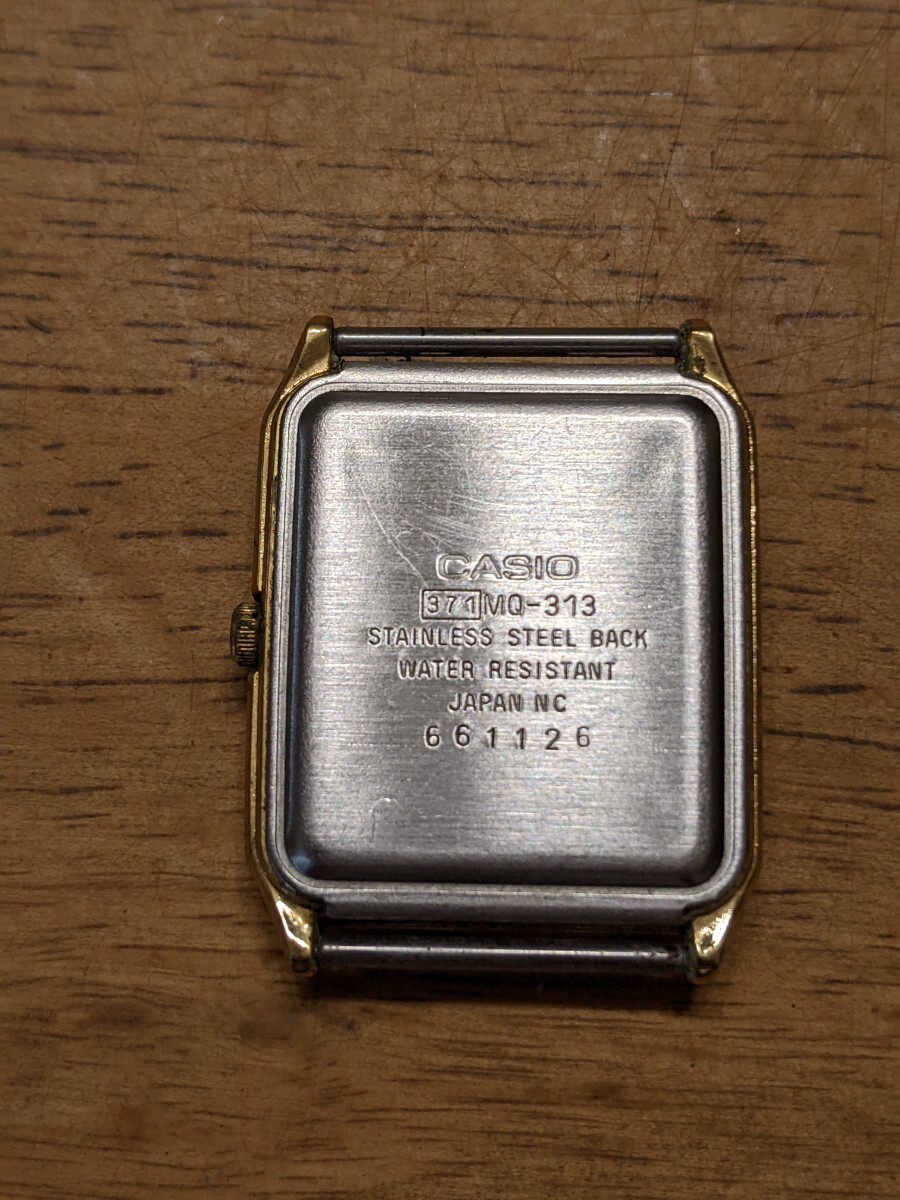 CASIO
371 MQ-313
STAINLESS STEEL BACK
WATER RESISTANT
JAPAN NC
661126